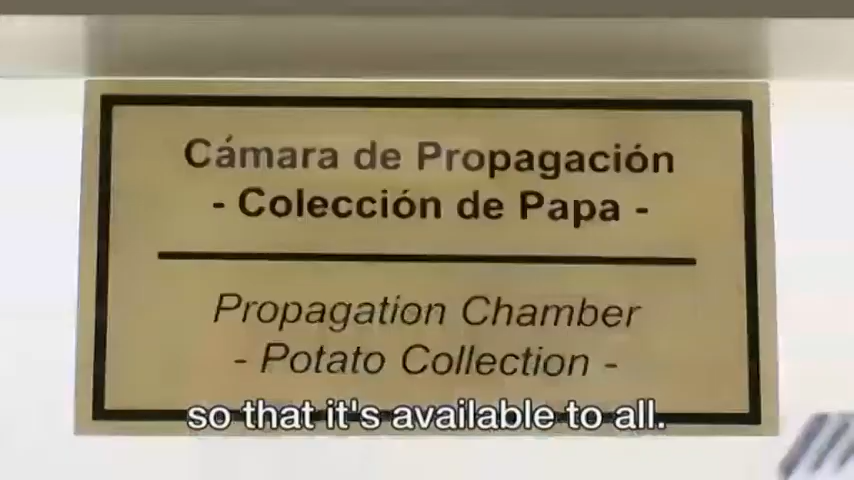 Cámara de Propagación
- Colección de Papa -
Propagation Chamber
- Potato Collection -
so that it's available to all.